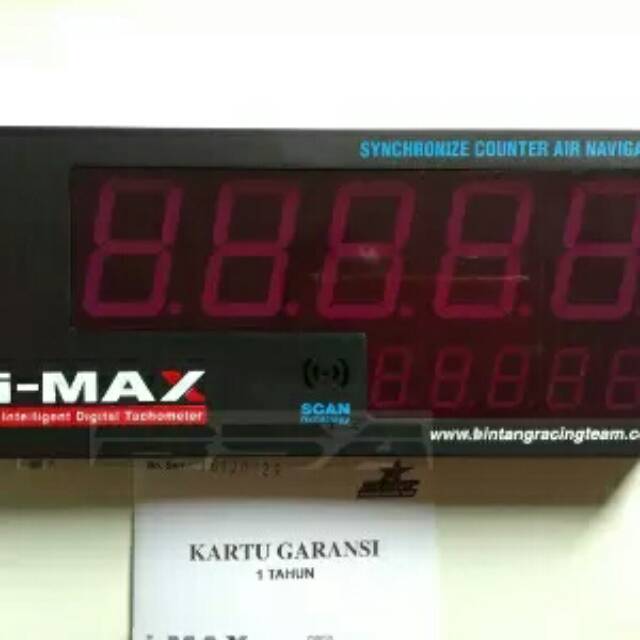 SYNCHRONIZE COUNTER AIR NAVIGA
i-MAX
Intelligent Digital Tachometer
SCAN
www.bintangracingteam.co
KARTU GARANSI
1 TAHUN